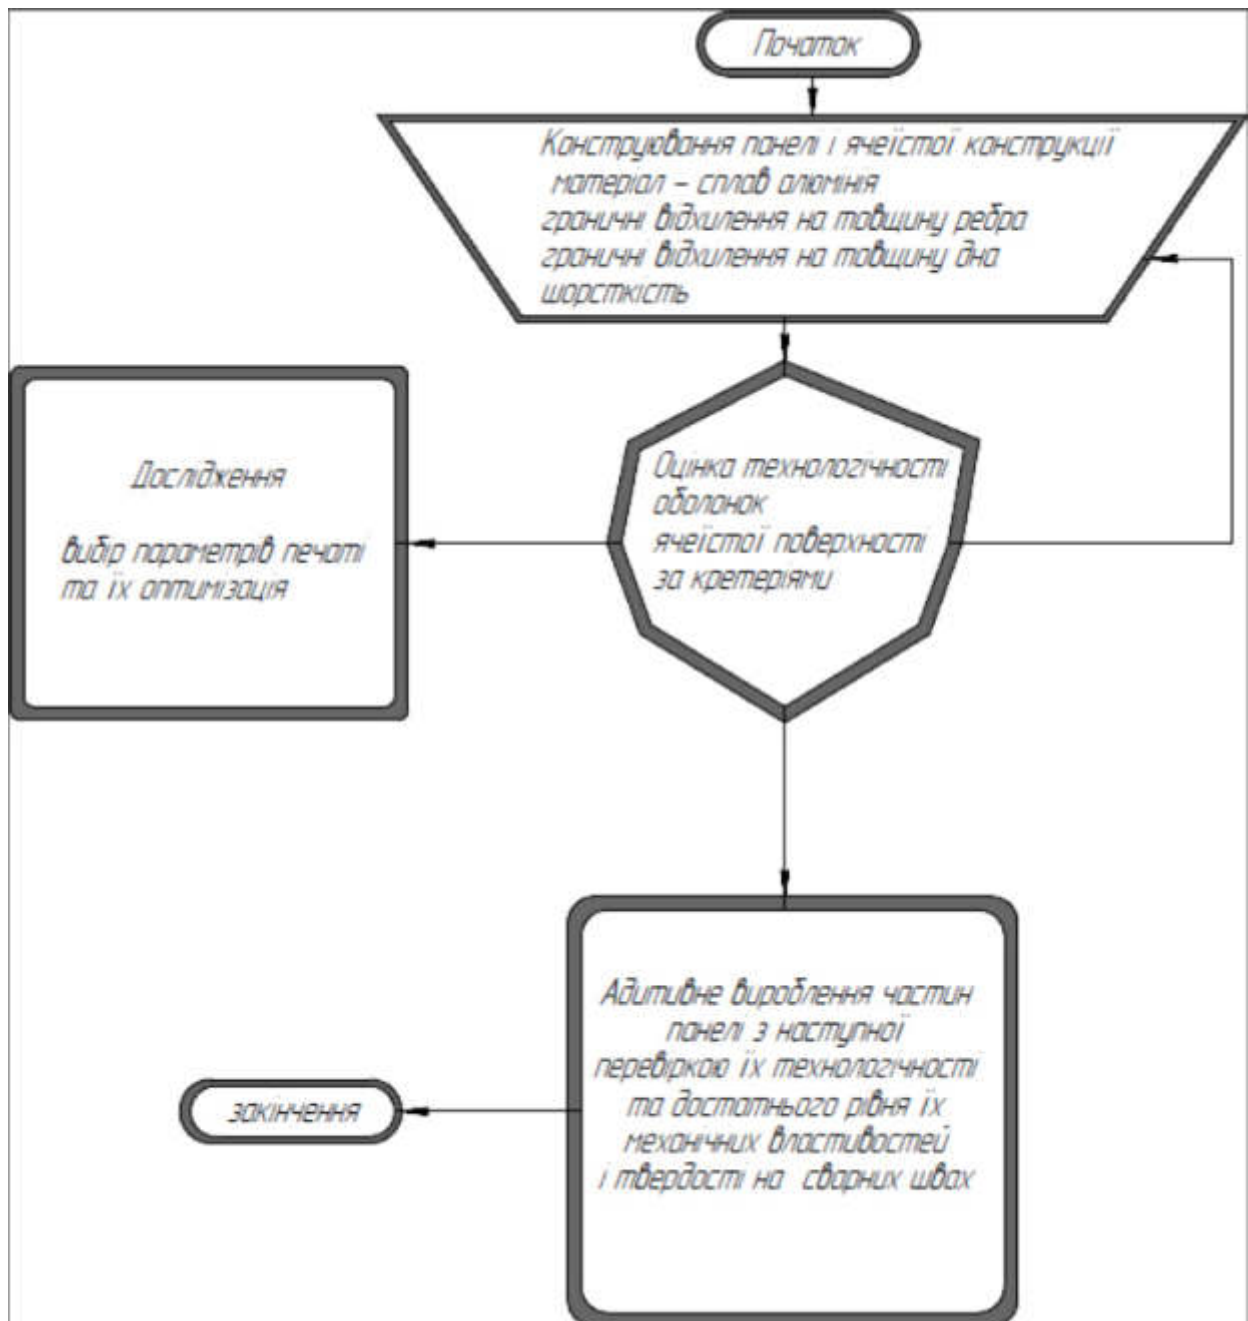 Початок
Конструювання панелі і ячеїстої конструкції
матеріал – сплав алюмінія
граничні відхилення на товщину ребра
граничні відхилення на товщину дна
шорсткість
Дослідження
вибір параметрів печаті
та їх оптимізація
Оцінка технологічності
оболонок
ячеїстої поверхності
за кретеріями
Адитивне вироблення частин
панелі з наступної
перевіркою їх технологічності
та достатнього рівня їх
механічних властивостей
і твердості на сварних швах
закінчення